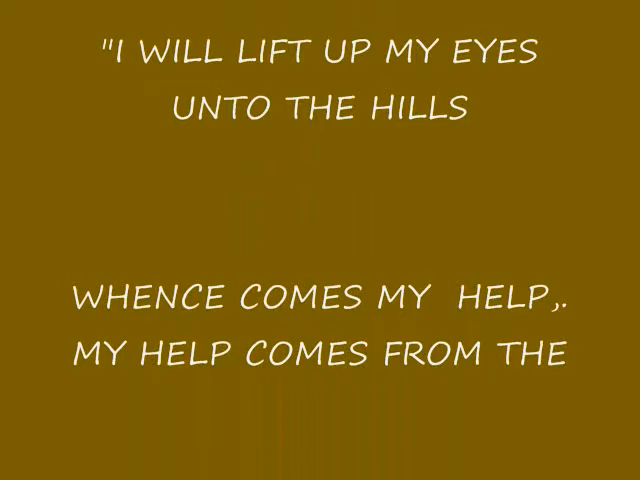 "I WILL LIFT UP MY EYES
UNTO THE HILLS
WHENCE COMES MY  HELP,.
MY HELP COMES FROM THE